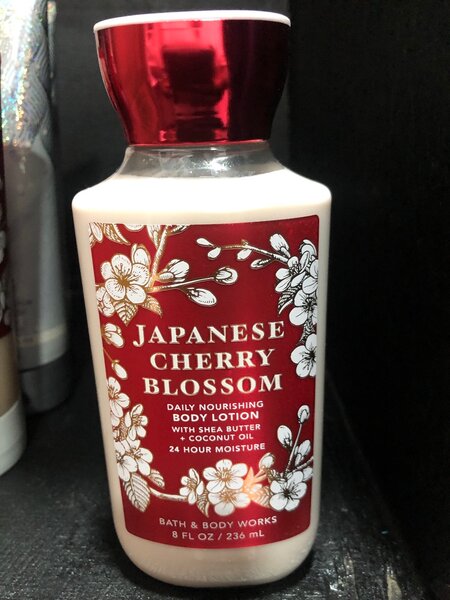 JAPANESE
CHERRY
BLOSSOM
DAILY NOURISHING
BODY LOTION
WITH SHEA BUTTER
+ COCONUT OIL
24 HOUR MOISTURE
BATH & BODY WORKS
8 FL OZ / 236 mL